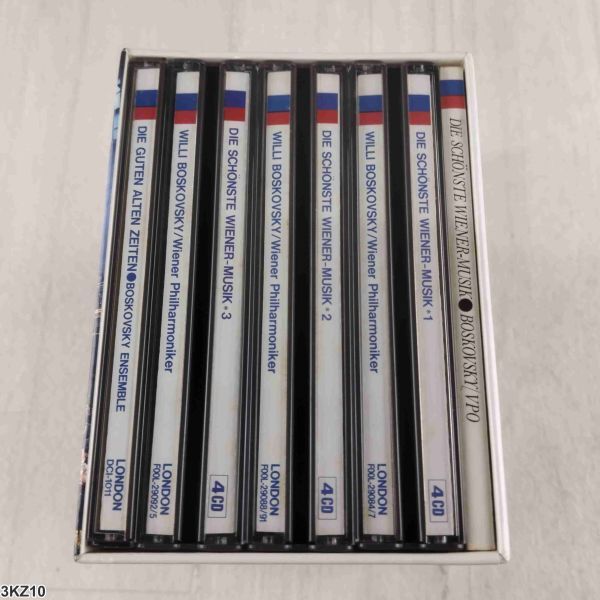 DIE GUTEN ALTEN ZEITEN●BOSKOVSKY ENSEMBLE
LONDON
DCI-1011
WILLI BOSKOVSKY/Wiener Philharmoniker
LONDON
F00L-29092/5
DIE SCHÖNSTE WIENER-MUSIK*3
4CD
WILLI BOSKOVSKY/Wiener Philharmoniker
LONDON
F00L-29088/91
DIE SCHÖNSTE WIENER-MUSIK*2
4CD
WILLI BOSKOVSKY/Wiener Philharmoniker
LONDON
F00L-29084/7
DIE SCHÖNSTE WIENER-MUSIK*1
4CD
DIE SCHÖNSTE WIENER-MUSIK●BOSKOVSKY/VPO
3KZ10